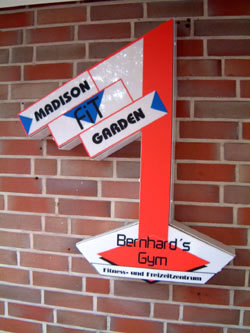 MADISON
FiT
GARDEN
Bernhard's
Gym
Fitness- und Freizeitzentrum